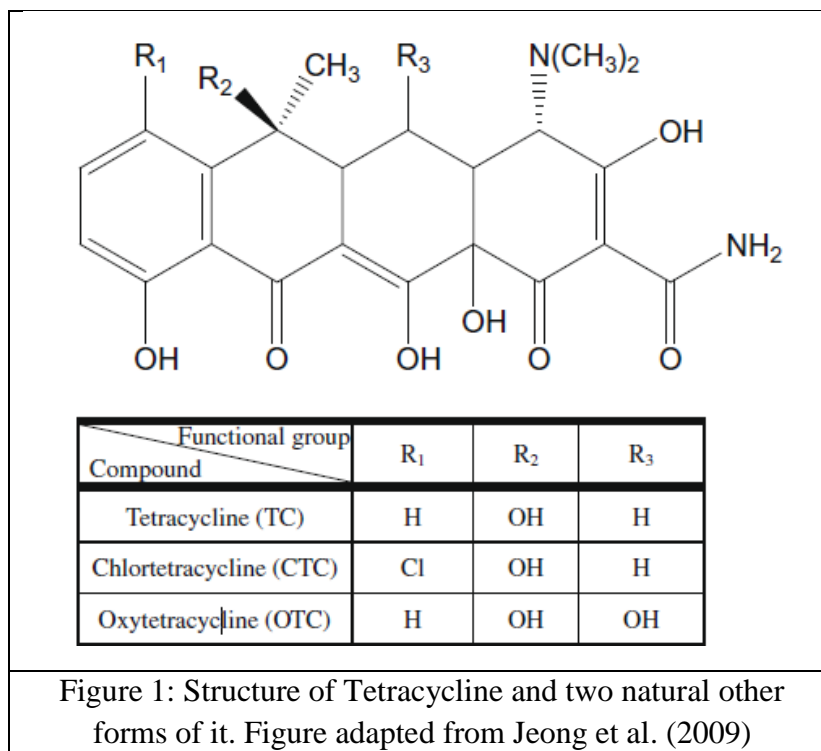 R₁ R₂ CH₃ R₃ N(CH₃)₂
OH
NH₂
OH
OH O OH O O
Functional group
Compound
R₁ R₂ R₃
Tetracycline (TC) H OH H
Chlortetracycline (CTC) Cl OH H
Oxytetracycline (OTC) H OH OH
Figure 1: Structure of Tetracycline and two natural other
forms of it. Figure adapted from Jeong et al. (2009)